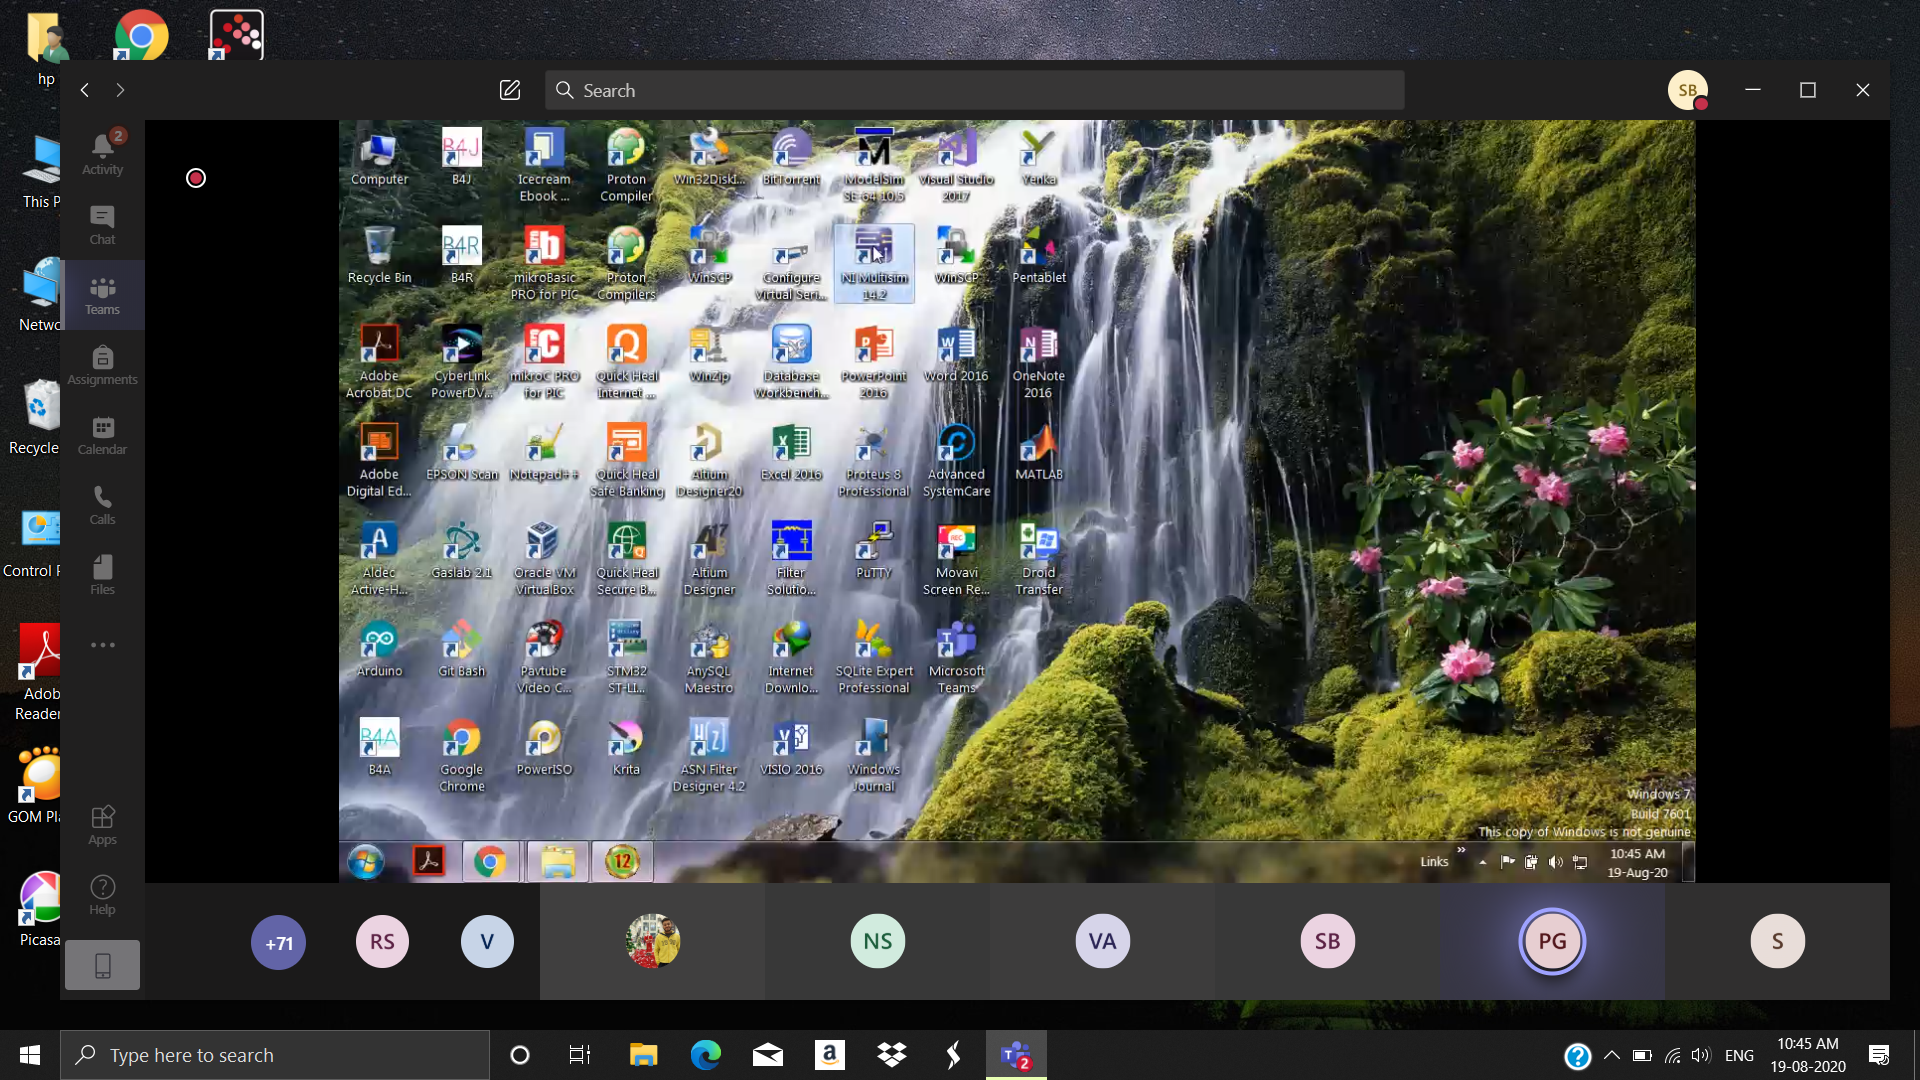 hp
Search
SB
2
Activity
Chat
Teams
Assignments
Calendar
Calls
Files
Apps
Help
This P
Netwo
Recycle
Control P
Adob
Reader
GOM Pla
Picasa
Computer
B4J
Icecream
Ebook ...
Proton
Compiler
Win32DiskI...
BitTorrent
ModelSim
SE-64 10.5
Visual Studio
2017
Yenka
Recycle Bin
B4R
mikroBasic
PRO for PIC
Proton
Compilers
WinSCP
Configure
Virtual Seri...
NI Multisim
14.2
WinSCP
Pentablet
Adobe
Acrobat DC
CyberLink
PowerDV...
mikroC PRO
for PIC
Quick Heal
Internet ...
WinZip
Database
Workbench...
PowerPoint
2016
Word 2016
OneNote
2016
Adobe
Digital Ed...
EPSON Scan
Notepad++
Quick Heal
Safe Banking
Altium
Designer20
Excel 2016
Proteus 8
Professional
Advanced
SystemCare
MATLAB
Aldec
Active-H...
Gaslab 2.1
Oracle VM
VirtualBox
Quick Heal
Secure B...
Altium
Designer
Filter
Solutio...
PuTTY
Movavi
Screen Re...
Droid
Transfer
Arduino
Git Bash
Pavtube
Video C...
STM32
ST-LI...
AnySQL
Maestro
Internet
Downlo...
SQLite Expert
Professional
Microsoft
Teams
B4A
Google
Chrome
PowerISO
Krita
ASN Filter
Designer 4.2
VISIO 2016
Windows
Journal
Windows 7
Build 7601
This copy of Windows is not genuine
12
Links
10:45 AM
19-Aug-20
+71
RS
V
NS
VA
SB
PG
S
Type here to search
2
ENG
10:45 AM
19-08-2020